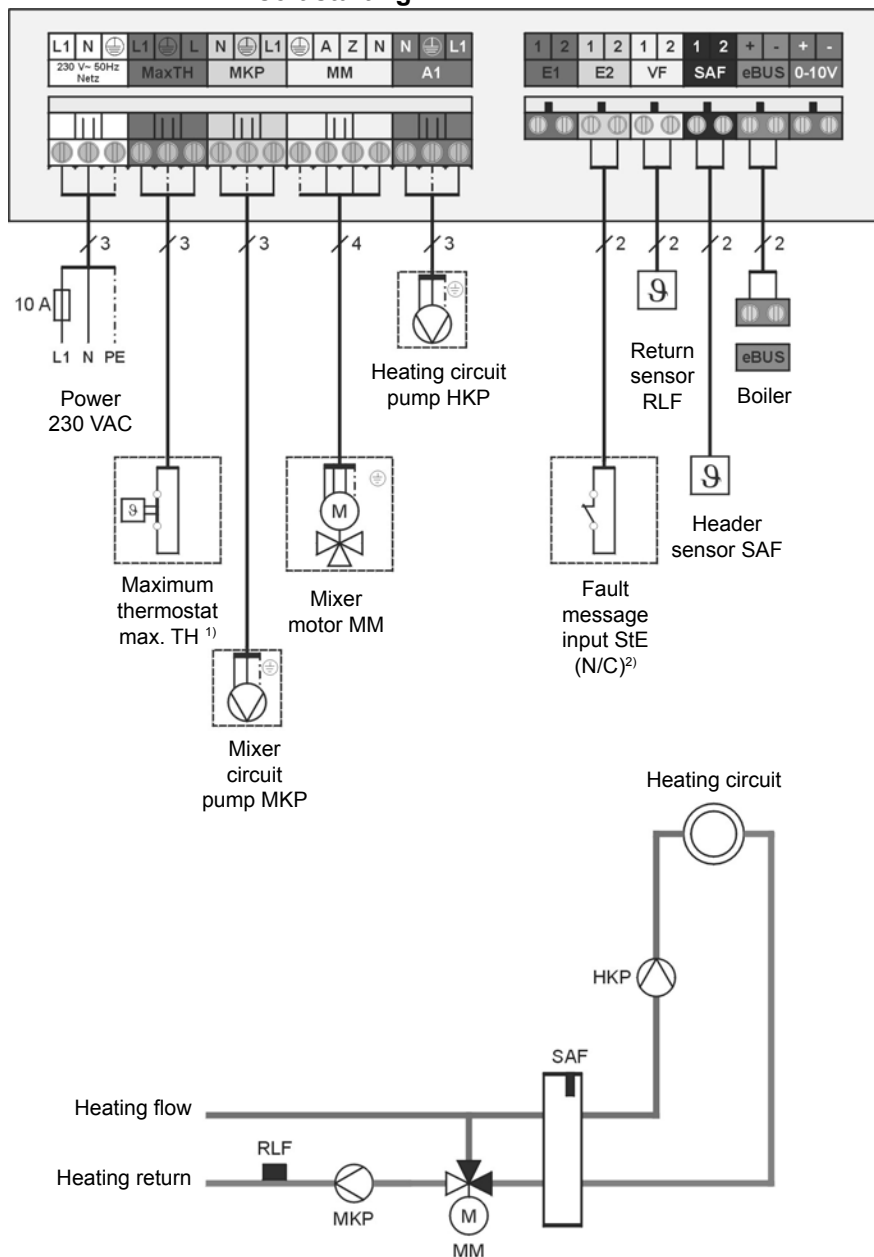 L1 N L1 L N L1 A Z N N L1 1 2 1 2 1 2 1 2 + - + -
230 V~ 50Hz
Netz
MaxTH MKP MM A1 E1 E2 VF SAF eBUS 0-10V
3 3 3 4 3 2 2 2 2
10 A
L1 N PE
Power
230 VAC
Heating circuit
pump HKP
ϑ
Return
sensor
RLF
eBUS
Boiler
ϑ
Maximum
thermostat
max. TH 1)
M
Mixer
motor MM
Fault
message
input StE
(N/C)2)
ϑ
Header
sensor SAF
Mixer
circuit
pump MKP
Heating circuit
HKP
SAF
Heating flow
RLF
Heating return
MKP
M
MM